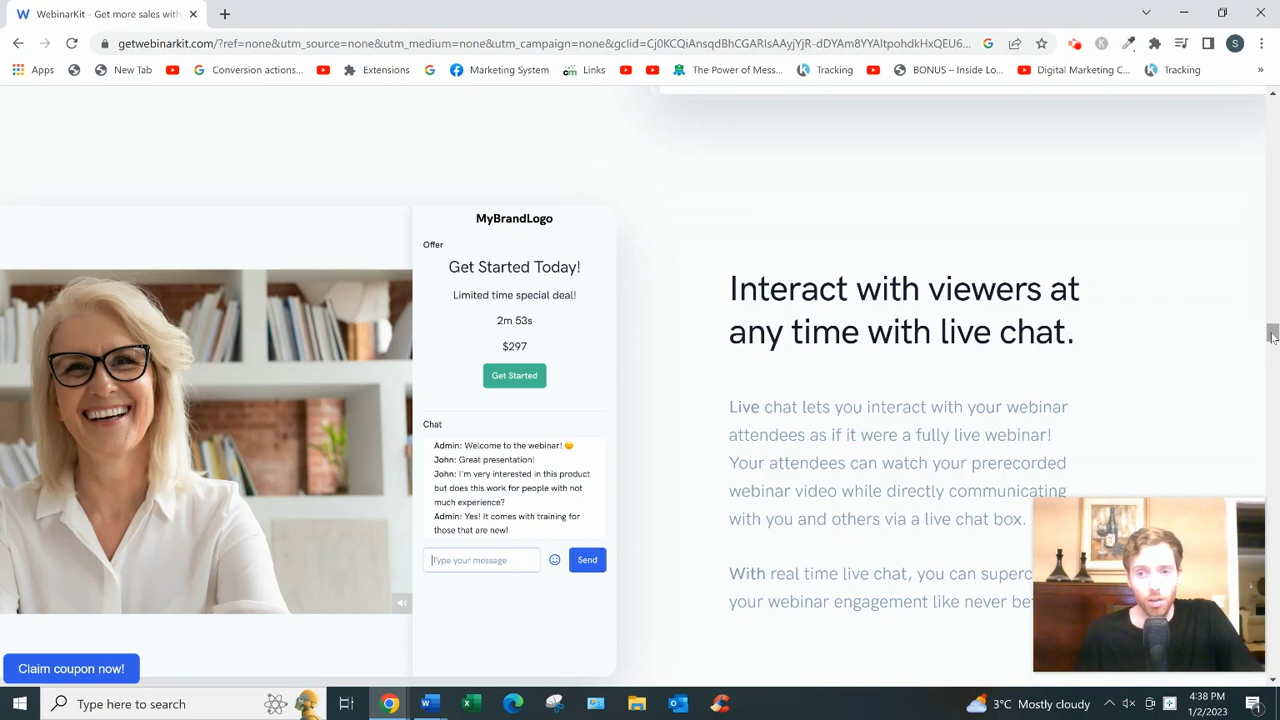 WebinarKit - Get more sales with
getwebinarkit.com/?ref=none&utm_source=none&utm_medium=none&utm_campaign=none&gclid=Cj0KCQiAnsqdBhCGARIsAAyjYjR-dDYAm8YYAltpohdkHxQEU6...
S
Apps
New Tab
Conversion actions...
Extensions
Marketing System
Links
The Power of Mess...
Tracking
BONUS – Inside Lo...
Digital Marketing C...
Tracking
»
MyBrandLogo
Offer
Get Started Today!
Limited time special deal!
2m 53s
$297
Get Started
Chat
Admin: Welcome to the webinar! 😊
John: Great presentation!
John: I'm very interested in this product
but does this work for people with not
much experience?
Admin: Yes! It comes with training for
those that are new!
Type your message
Send
Interact with viewers at
any time with live chat.
Live chat lets you interact with your webinar
attendees as if it were a fully live webinar!
Your attendees can watch your prerecorded
webinar video while directly communicating
with you and others via a live chat box.
With real time live chat, you can superc
your webinar engagement like never be
Claim coupon now!
Type here to search
3°C Mostly cloudy
4:38 PM
1/2/2023
1